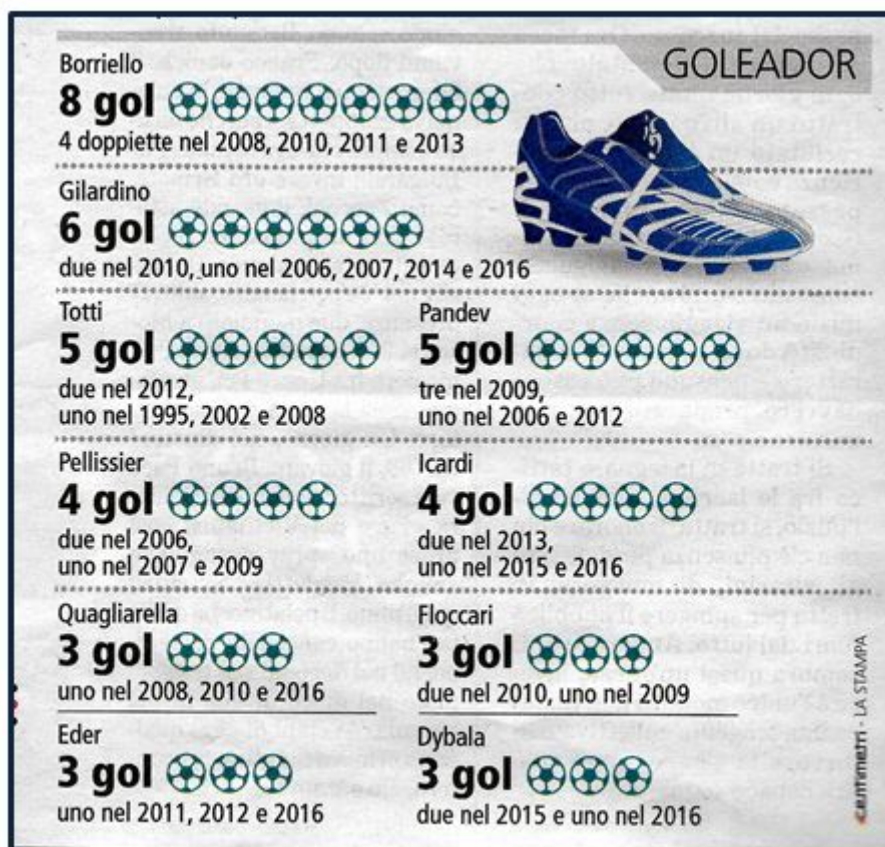 GOLEADOR
Borriello
8 gol
4 doppiette nel 2008, 2010, 2011 e 2013
Gilardino
6 gol
due nel 2010, uno nel 2006, 2007, 2014 e 2016
Totti
5 gol
due nel 2012,
uno nel 1995, 2002 e 2008
Pandev
5 gol
tre nel 2009,
uno nel 2006 e 2012
Pellissier
4 gol
due nel 2006,
uno nel 2007 e 2009
Icardi
4 gol
due nel 2013,
uno nel 2015 e 2016
Quagliarella
3 gol
uno nel 2008, 2010 e 2016
Floccari
3 gol
due nel 2010, uno nel 2009
Eder
3 gol
uno nel 2011, 2012 e 2016
Dybala
3 gol
due nel 2015 e uno nel 2016
centimetri - LA STAMPA